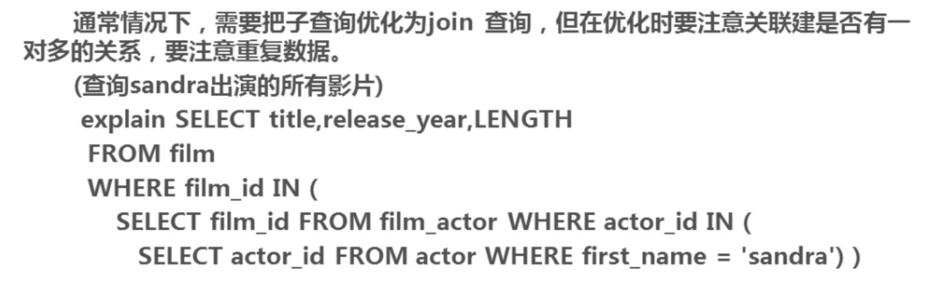 通常情况下，需要把子查询优化为join 查询，但在优化时要注意关联建是否有一
对多的关系，要注意重复数据。
(查询sandra出演的所有影片)
explain SELECT title,release_year,LENGTH
FROM film
WHERE film_id IN (
SELECT film_id FROM film_actor WHERE actor_id IN (
SELECT actor_id FROM actor WHERE first_name = 'sandra') )